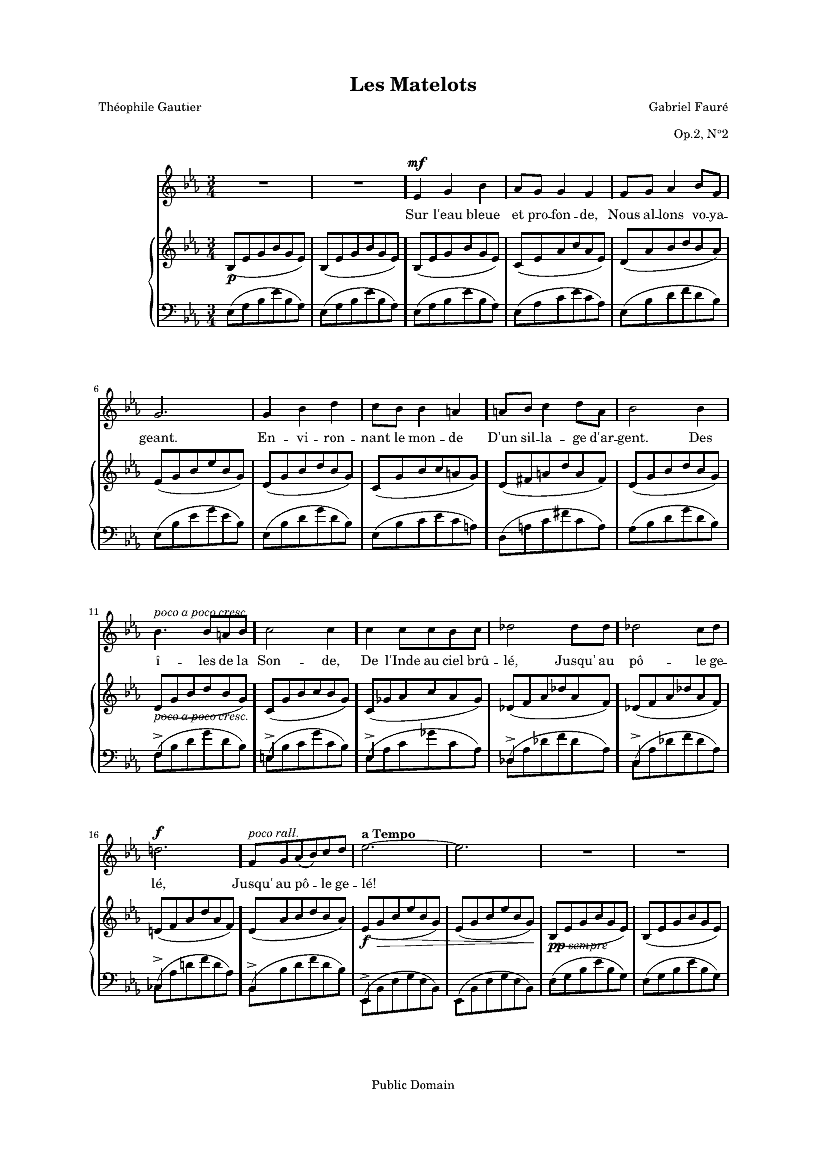 Les Matelots
Théophile Gautier
Gabriel Fauré
Op.2, N°2
mf
Sur l'eau bleue et pro-fon-de, Nous al-lons vo-ya-
p
6
geant. En-vi-ron-nant le mon-de D'un sil-la-ge d'ar-gent. Des
11
poco a poco cresc.
î-les de la Son-de, De l'Inde au ciel brû-lé, Jusqu' au pô-le ge-
poco a poco cresc.
16
f
poco rall.
a Tempo
lé, Jusqu' au pô-le ge-lé!
f
pp sempre
Public Domain